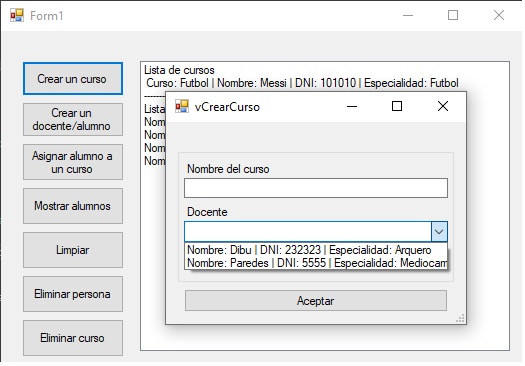 Form1
Crear un curso
Crear un
docente/alumno
Asignar alumno a
un curso
Mostrar alumnos
Limpiar
Eliminar persona
Eliminar curso
Lista de cursos
Curso: Futbol | Nombre: Messi | DNI: 101010 | Especialidad: Futbol
Lista
Nom
Nom
Nom
Nom
vCrearCurso
Nombre del curso
Docente
Nombre: Dibu | DNI: 232323 | Especialidad: Arquero
Nombre: Paredes | DNI: 5555 | Especialidad: Mediocam
Aceptar